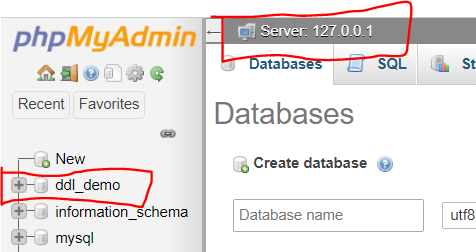 phpMyAdmin
Server: 127.0.0.1
Databases
SQL
St
Recent
Favorites
Databases
New
Create database
ddl_demo
information_schema
Database name
utf8
mysql